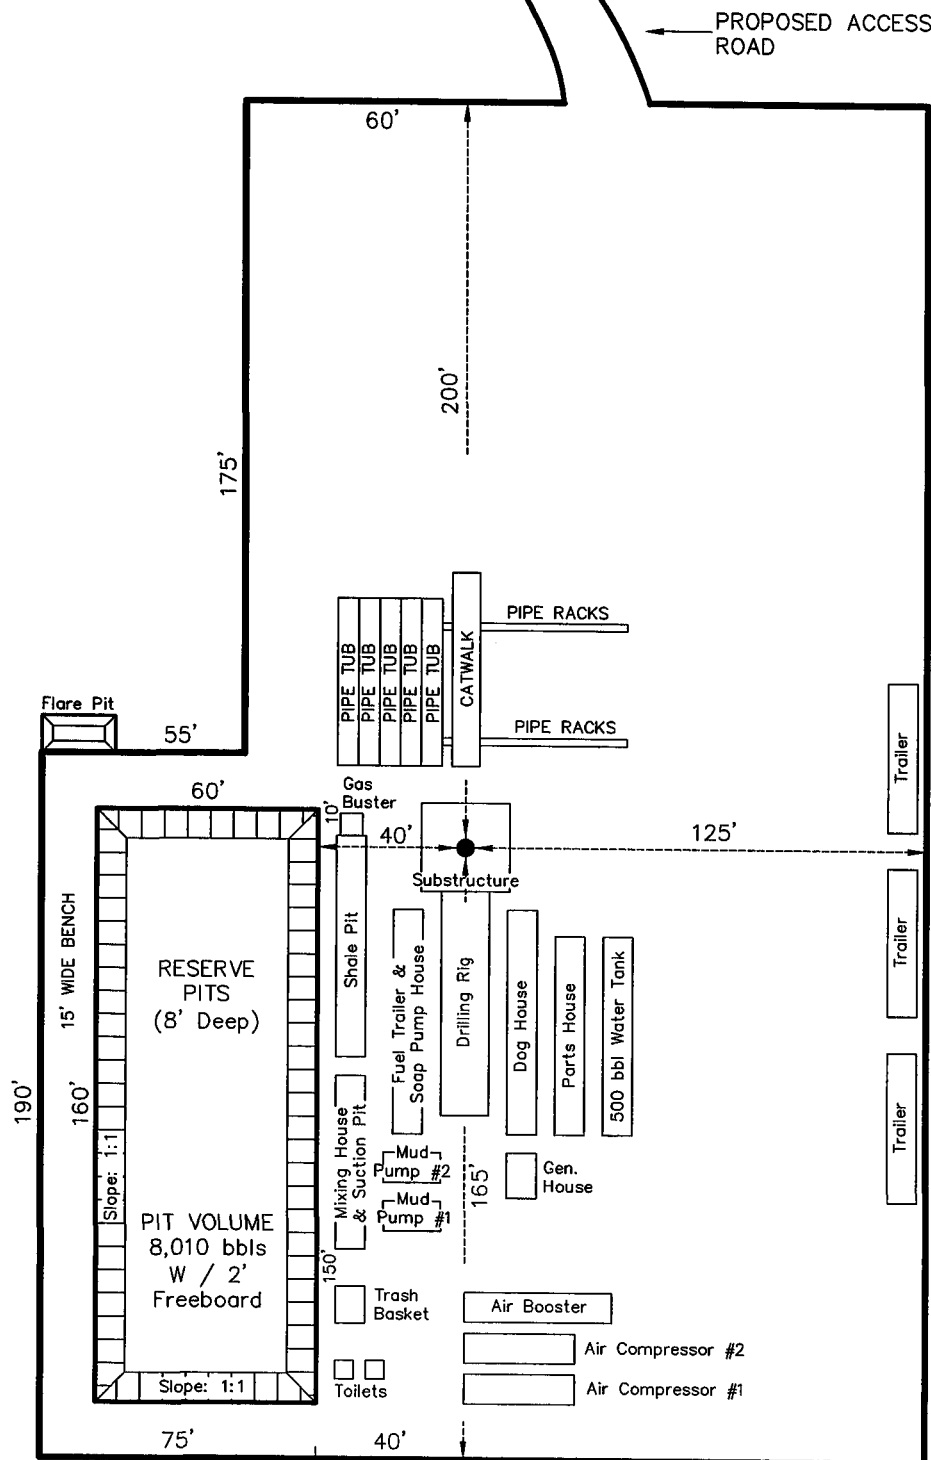 PROPOSED ACCESS
ROAD
60'
200'
175'
PIPE TUB
PIPE TUB
PIPE TUB
PIPE TUB
PIPE TUB
CATWALK
PIPE RACKS
PIPE RACKS
Trailer
Flare Pit
55'
60'
Gas
Buster
10'
40'
125'
Substructure
15' WIDE BENCH
RESERVE
PITS
(8' Deep)
Shale Pit
Fuel Trailer &
Soap Pump House
Drilling Rig
Dog House
Parts House
500 bbl Water Tank
Trailer
190'
160'
Slope: 1:1
Mixing House
& Suction Pit
Mud
Pump #2
Mud
Pump #1
165'
Gen.
House
Trailer
PIT VOLUME
8,010 bbls
W / 2'
Freeboard
150'
Trash
Basket
Air Booster
Air Compressor #2
Toilets
Air Compressor #1
Slope: 1:1
75'
40'